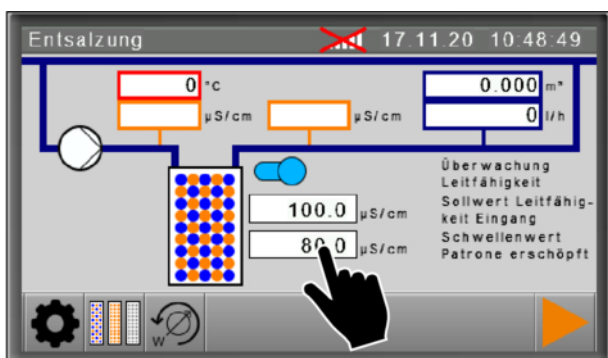 Entsalzung 17.11.20 10:48:49
0 °C 0.000 m³
µS/cm µS/cm 0 l/h
Überwachung
Leitfähigkeit
100.0 µS/cm Sollwert Leitfähig-
keit Eingang
80.0 µS/cm Schwellenwert
Patrone erschöpft
W